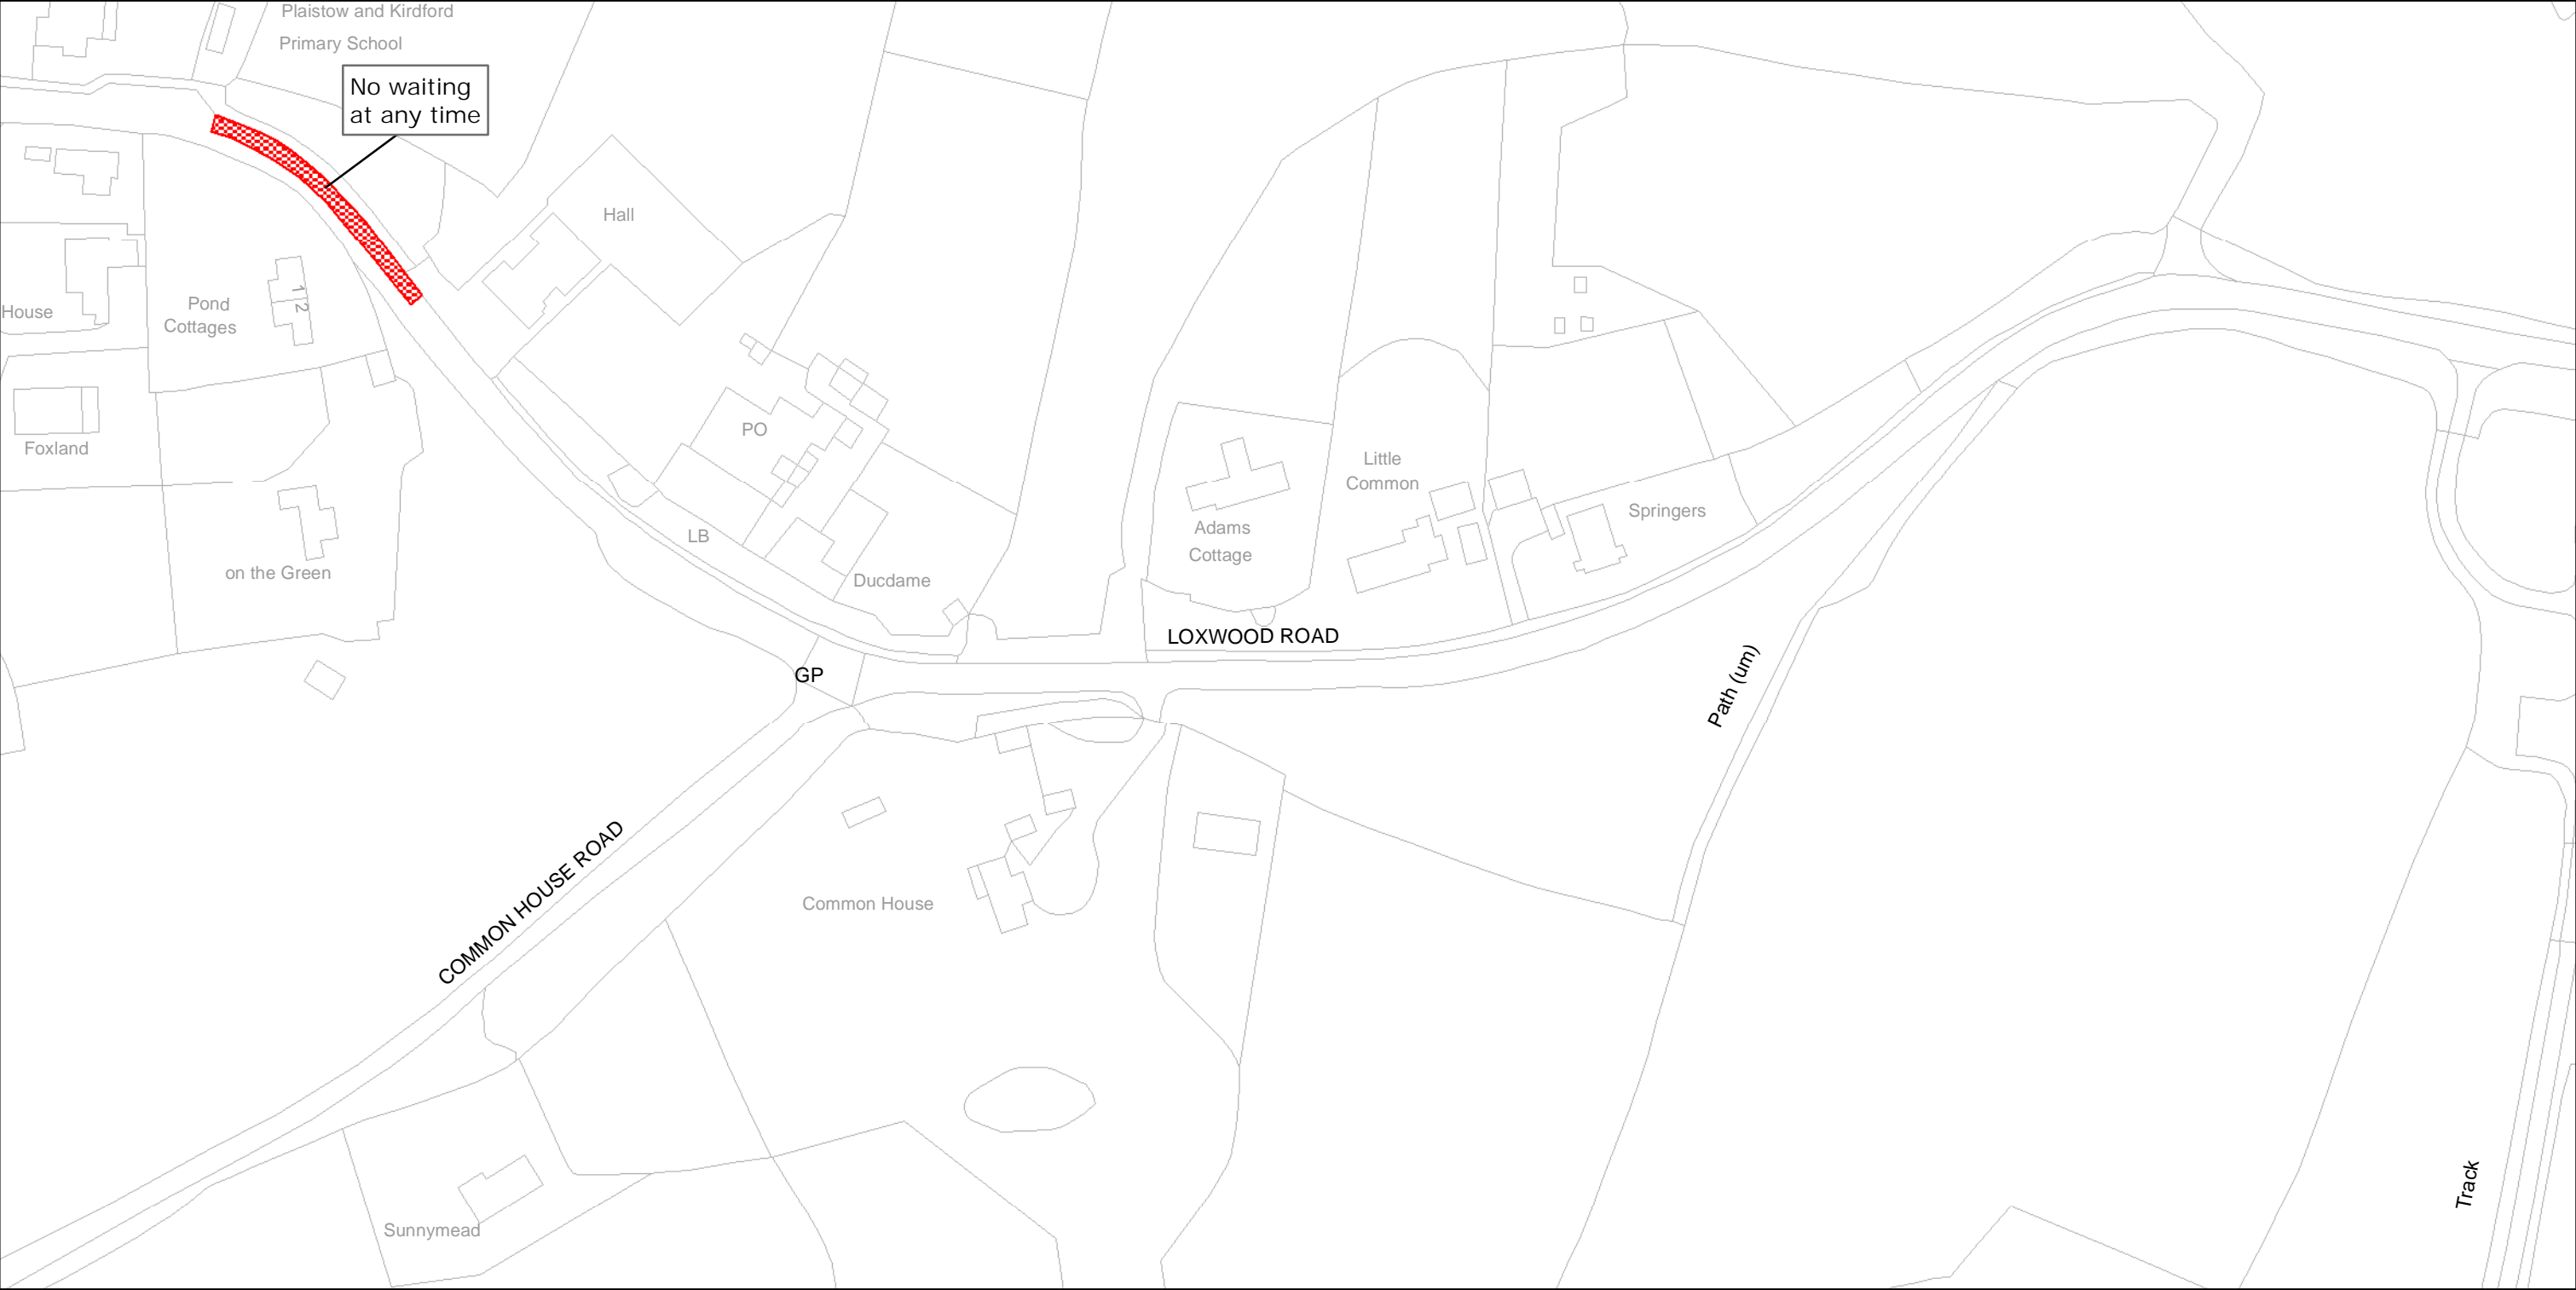 Plaistow and Kirdford
Primary School
No waiting
at any time
Hall
House
Pond
Cottages
1
2
Foxland
PO
LB
on the Green
Ducdame
Adams
Cottage
Little
Common
Springers
LOXWOOD ROAD
GP
Path (um)
COMMON HOUSE ROAD
Common House
Sunnymead
Track